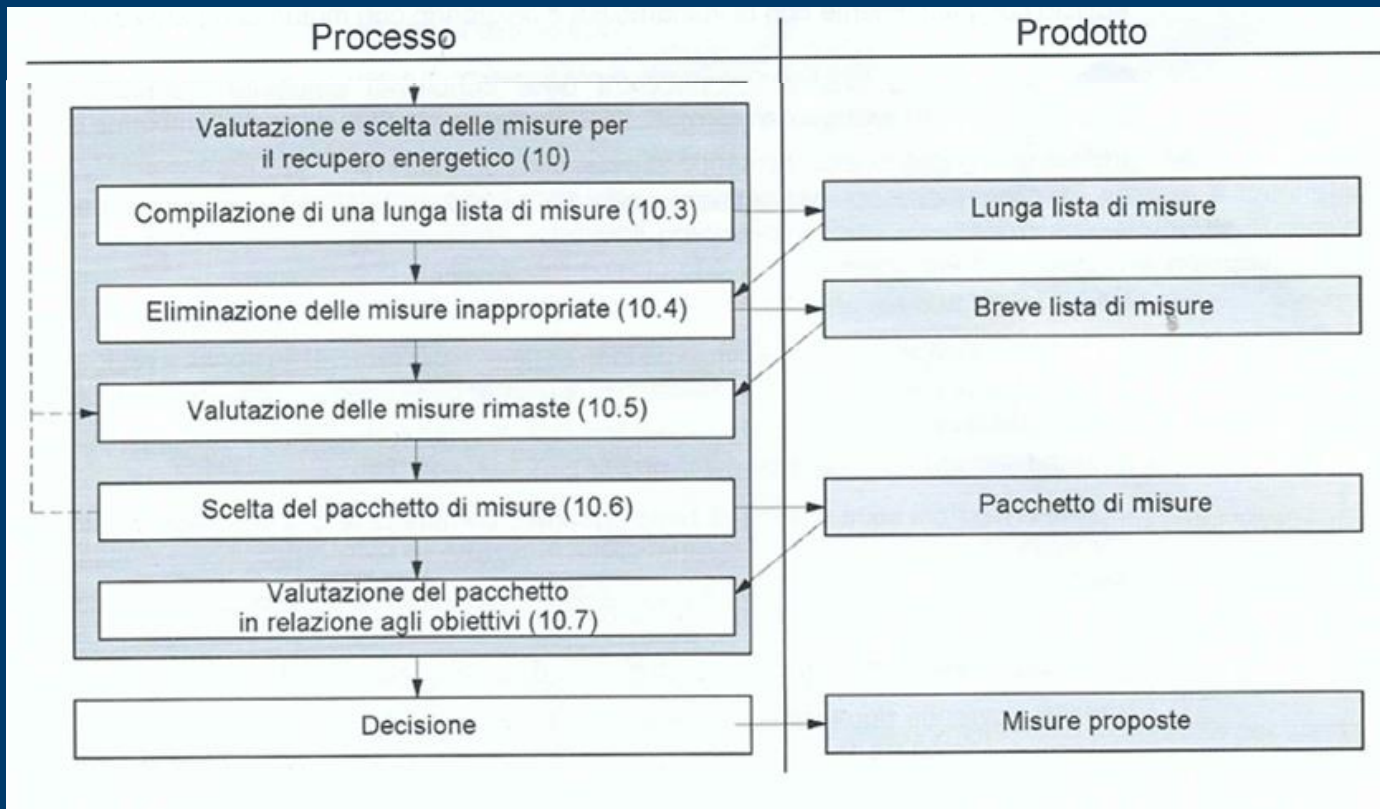 Processo
Prodotto
Valutazione e scelta delle misure per
il recupero energetico (10)
Compilazione di una lunga lista di misure (10.3)
Lunga lista di misure
Eliminazione delle misure inappropriate (10.4)
Breve lista di misure
Valutazione delle misure rimaste (10.5)
Scelta del pacchetto di misure (10.6)
Pacchetto di misure
Valutazione del pacchetto
in relazione agli obiettivi (10.7)
Decisione
Misure proposte